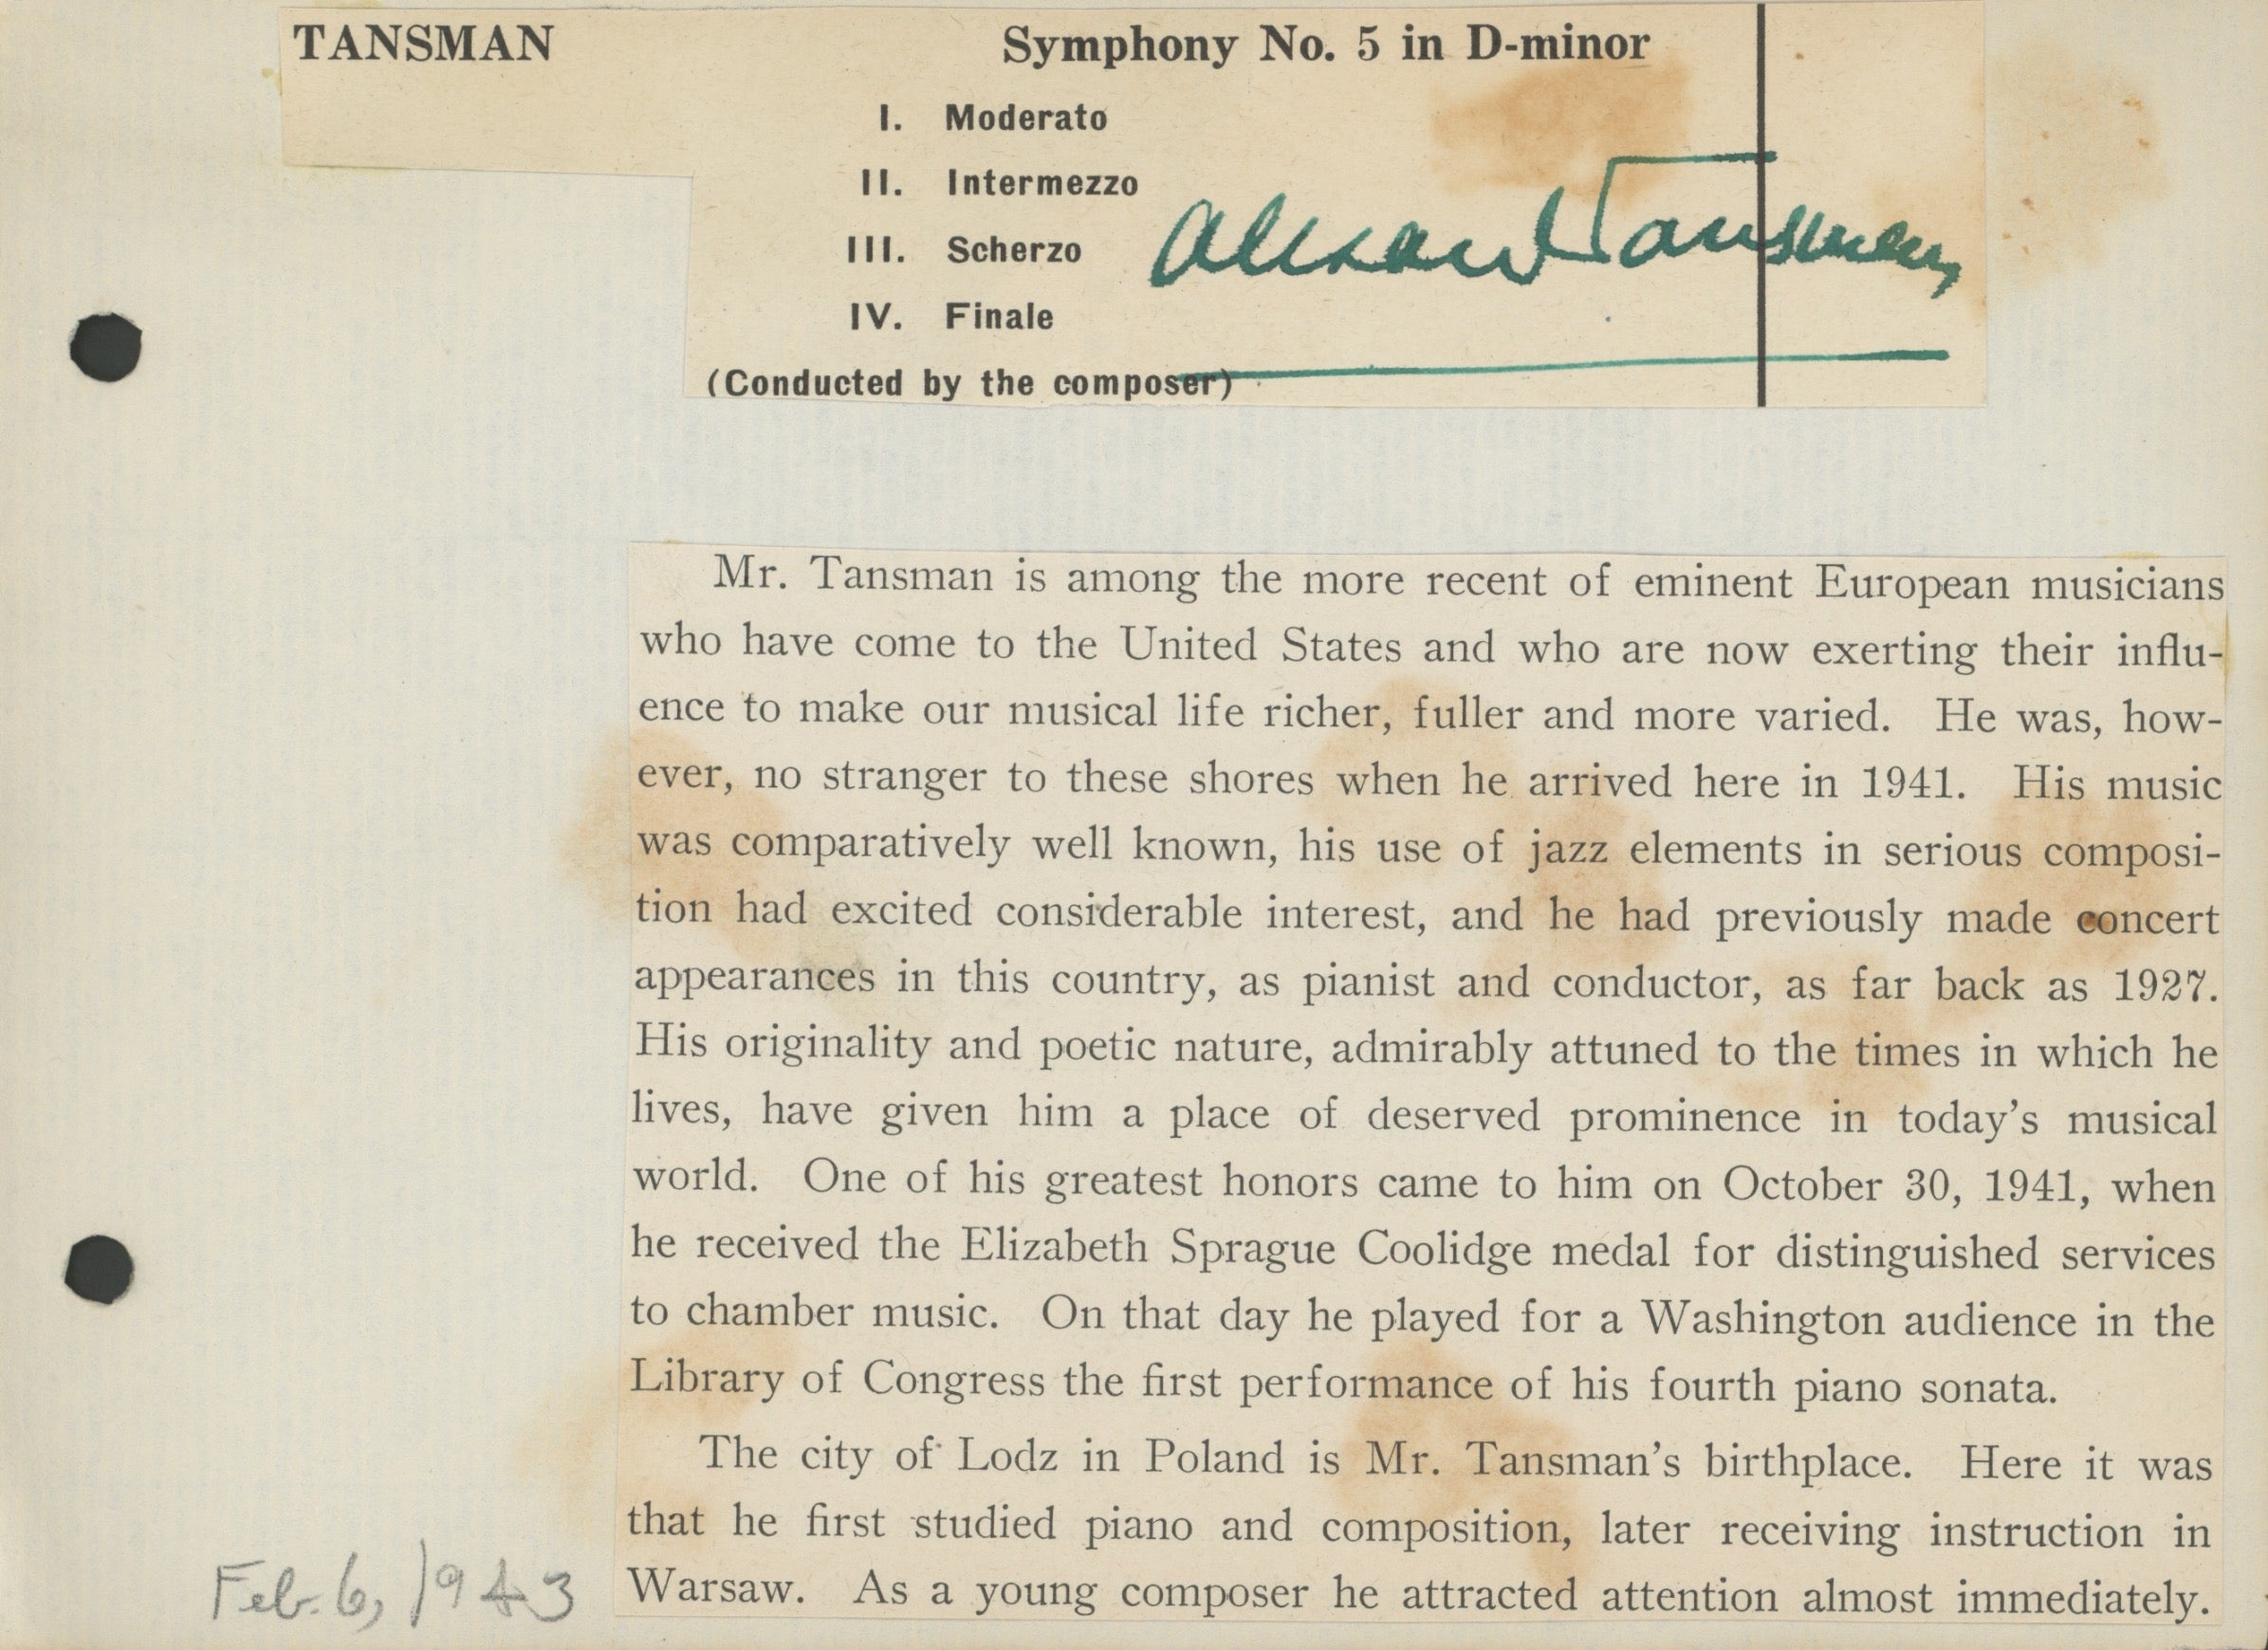 TANSMAN Symphony No. 5 in D-minor
I. Moderato
II. Intermezzo
III. Scherzo
IV. Finale
Alexandre Tansman
(Conducted by the composer)
Mr. Tansman is among the more recent of eminent European musicians
who have come to the United States and who are now exerting their influ-
ence to make our musical life richer, fuller and more varied. He was, how-
ever, no stranger to these shores when he arrived here in 1941. His music
was comparatively well known, his use of jazz elements in serious composi-
tion had excited considerable interest, and he had previously made concert
appearances in this country, as pianist and conductor, as far back as 1927.
His originality and poetic nature, admirably attuned to the times in which he
lives, have given him a place of deserved prominence in today's musical
world. One of his greatest honors came to him on October 30, 1941, when
he received the Elizabeth Sprague Coolidge medal for distinguished services
to chamber music. On that day he played for a Washington audience in the
Library of Congress the first performance of his fourth piano sonata.
The city of Lodz in Poland is Mr. Tansman's birthplace. Here it was
that he first studied piano and composition, later receiving instruction in
Warsaw. As a young composer he attracted attention almost immediately.
Feb. 6, 1943